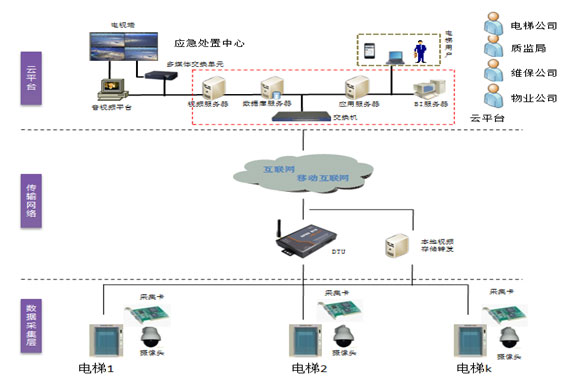 电视墙
应急处置中心
多媒体交换单元
音视频平台
视频服务器
数据库服务器
应用服务器
BI服务器
交换机
电梯用户
云平台
电梯公司
质监局
维保公司
物业公司
云平台
互联网
移动互联网
传输网络
DTU
本地视频
存储转发
数据采集层
采集卡
摄像头
电梯1
采集卡
摄像头
电梯2
采集卡
摄像头
电梯k